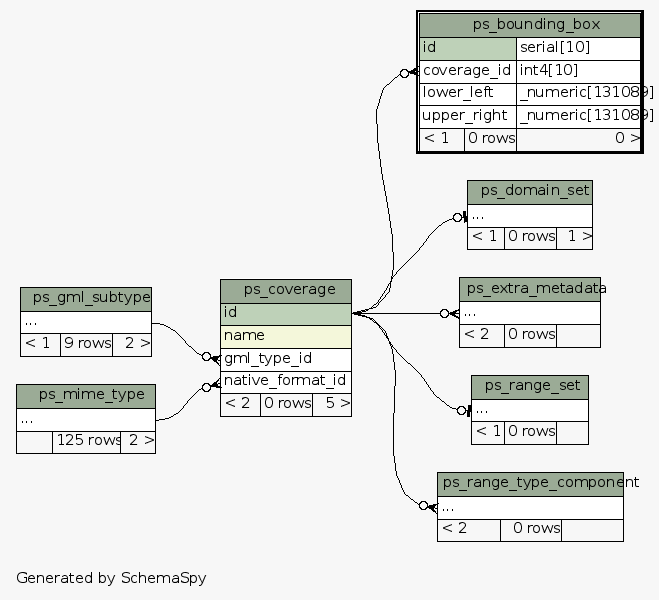 ps_bounding_box
id serial[10]
coverage_id int4[10]
lower_left _numeric[131089]
upper_right _numeric[131089]
< 1 0 rows 0 >
ps_domain_set
...
< 1 0 rows 1 >
ps_extra_metadata
...
< 2 0 rows
ps_gml_subtype
...
< 1 9 rows 2 >
ps_coverage
id
name
gml_type_id
native_format_id
< 2 0 rows 5 >
ps_mime_type
...
125 rows 2 >
ps_range_set
...
< 1 0 rows
ps_range_type_component
...
< 2 0 rows
Generated by SchemaSpy